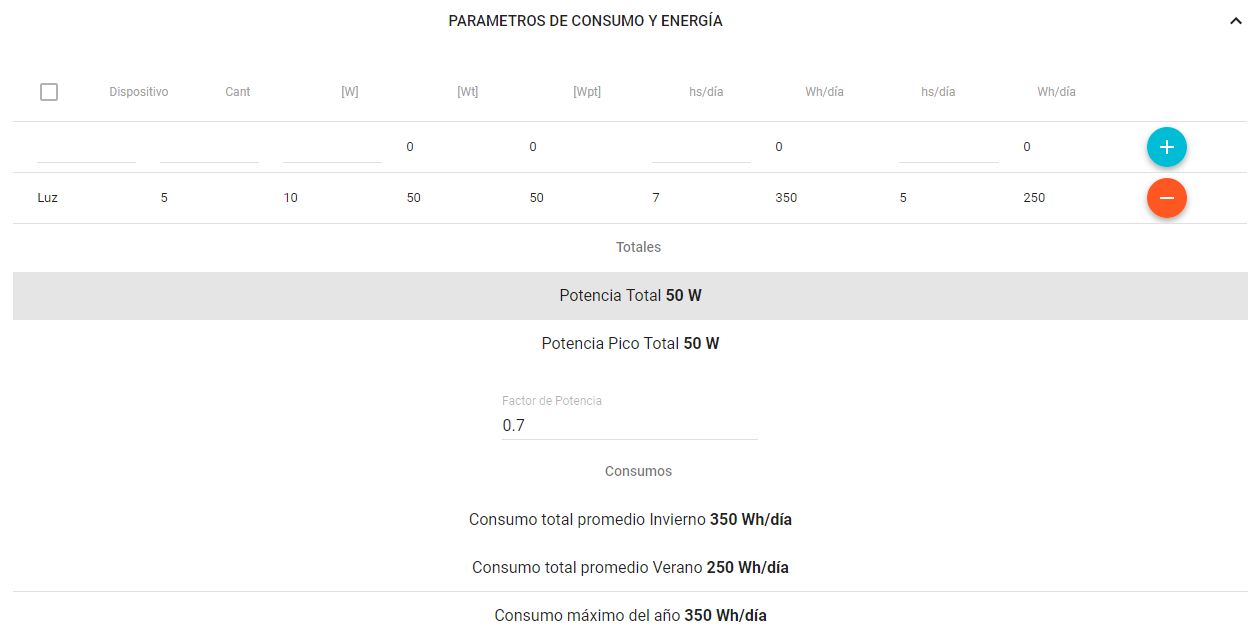 PARAMETROS DE CONSUMO Y ENERGÍA
Dispositivo Cant [W] [Wt] [Wpt] hs/día Wh/día hs/día Wh/día
0 0 0 0
Luz 5 10 50 50 7 350 5 250
Totales
Potencia Total 50 W
Potencia Pico Total 50 W
Factor de Potencia
0.7
Consumos
Consumo total promedio Invierno 350 Wh/día
Consumo total promedio Verano 250 Wh/día
Consumo máximo del año 350 Wh/día